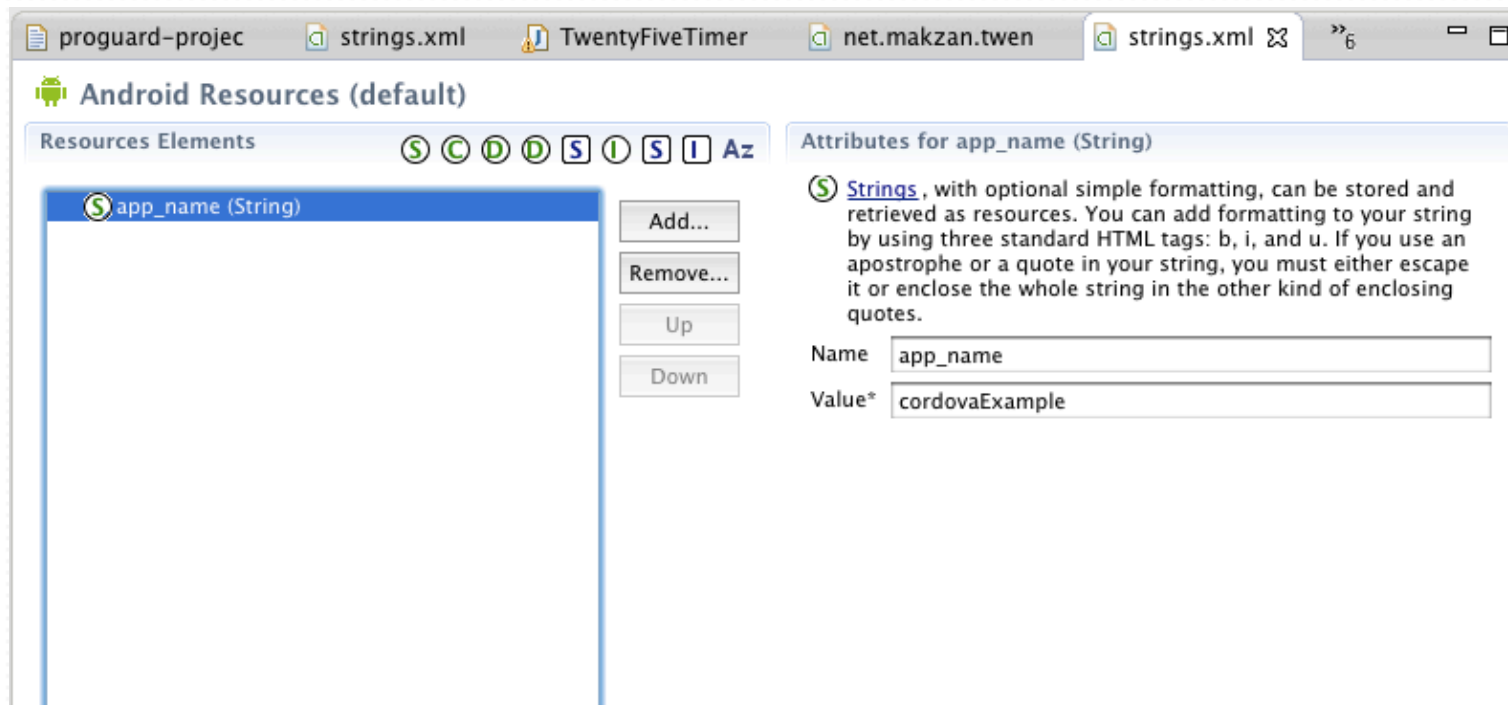 proguard-projec strings.xml TwentyFiveTimer net.makzan.twen strings.xml »6
Android Resources (default)
Resources Elements S C D D S I S I Az
app_name (String)
Add...
Remove...
Up
Down
Attributes for app_name (String)
Strings, with optional simple formatting, can be stored and
retrieved as resources. You can add formatting to your string
by using three standard HTML tags: b, i, and u. If you use an
apostrophe or a quote in your string, you must either escape
it or enclose the whole string in the other kind of enclosing
quotes.
Name app_name
Value* cordovaExample